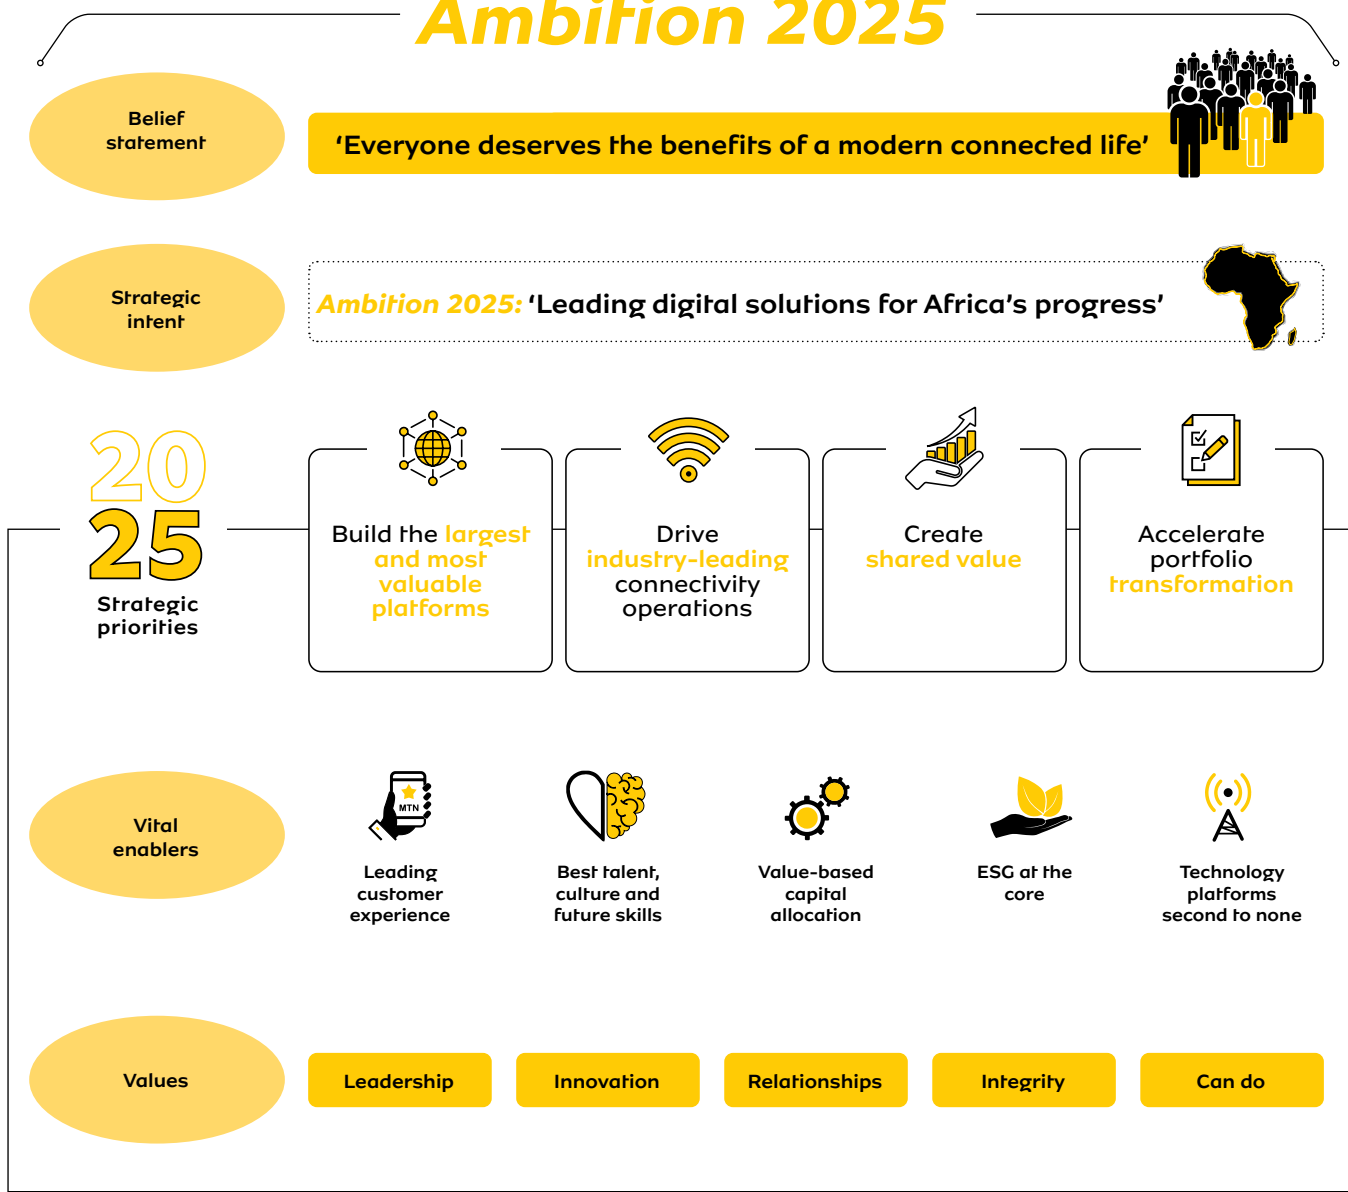 Ambition 2025
Belief
statement
‘Everyone deserves the benefits of a modern connected life’
Strategic
intent
Ambition 2025: ‘Leading digital solutions for Africa’s progress’
20
25
Strategic
priorities
Build the largest
and most
valuable
platforms
Drive
industry-leading
connectivity
operations
Create
shared value
Accelerate
portfolio
transformation
Vital
enablers
MTN
Leading
customer
experience
Best talent,
culture and
future skills
Value-based
capital
allocation
ESG at the
core
Technology
platforms
second to none
Values
Leadership
Innovation
Relationships
Integrity
Can do